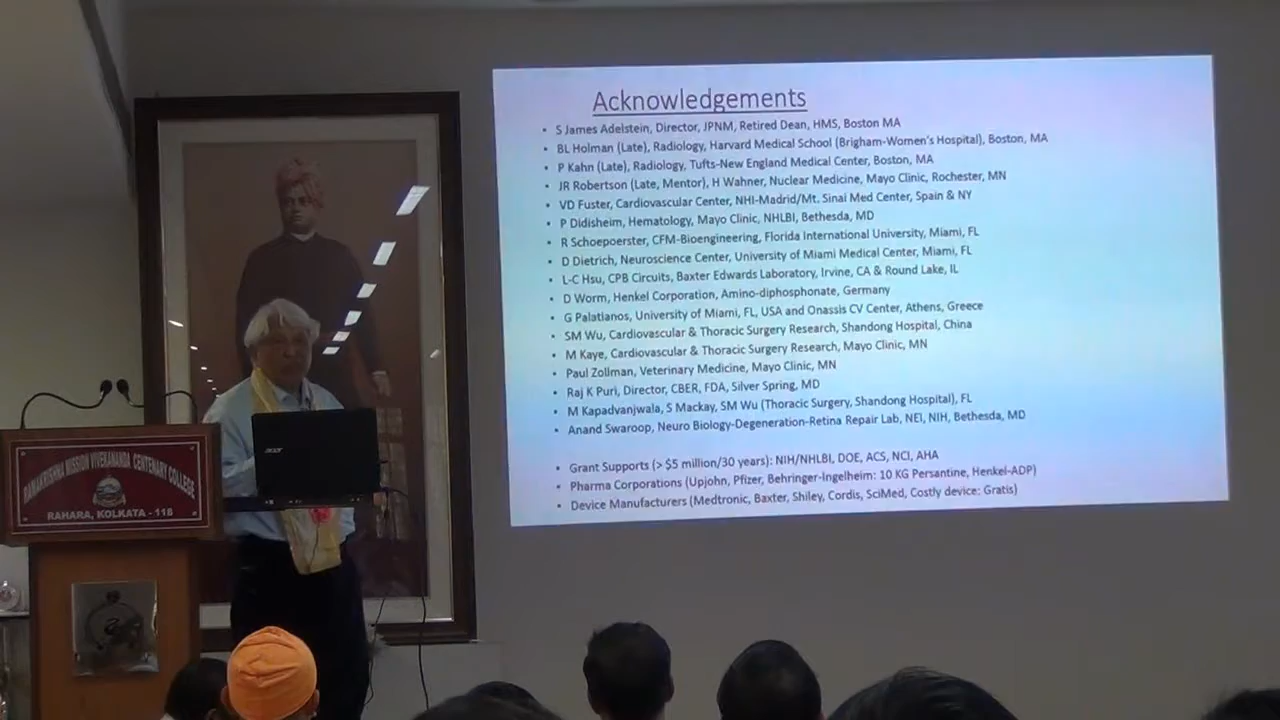 Acknowledgements
• S James Adelstein, Director, JPNM, Retired Dean, HMS, Boston MA
• BL Holman (Late), Radiology, Harvard Medical School (Brigham-Women's Hospital), Boston, MA
• P Kahn (Late), Radiology, Tufts-New England Medical Center, Boston, MA
• JR Robertson (Late, Mentor), H Wahner, Nuclear Medicine, Mayo Clinic, Rochester, MN
• VD Fuster, Cardiovascular Center, NHI-Madrid/Mt. Sinai Med Center, Spain & NY
• P Didisheim, Hematology, Mayo Clinic, NHLBI, Bethesda, MD
• R Schoepoerster, CFM-Bioengineering, Florida International University, Miami, FL
• D Dietrich, Neuroscience Center, University of Miami Medical Center, Miami, FL
• L-C Hsu, CPB Circuits, Baxter Edwards Laboratory, Irvine, CA & Round Lake, IL
• D Worm, Henkel Corporation, Amino-diphosphonate, Germany
• G Palatianos, University of Miami, FL, USA and Onassis CV Center, Athens, Greece
• SM Wu, Cardiovascular & Thoracic Surgery Research, Shandong Hospital, China
• M Kaye, Cardiovascular & Thoracic Surgery Research, Mayo Clinic, MN
• Paul Zollman, Veterinary Medicine, Mayo Clinic, MN
• Raj K Puri, Director, CBER, FDA, Silver Spring, MD
• M Kapadvanjwala, S Mackay, SM Wu (Thoracic Surgery, Shandong Hospital), FL
• Anand Swaroop, Neuro Biology-Degeneration-Retina Repair Lab, NEI, NIH, Bethesda, MD
• Grant Supports (> $5 million/30 years): NIH/NHLBI, DOE, ACS, NCI, AHA
• Pharma Corporations (Upjohn, Pfizer, Behringer-Ingelheim: 10 KG Persantine, Henkel-ADP)
• Device Manufacturers (Medtronic, Baxter, Shiley, Cordis, SciMed, Costly device: Gratis)
acer
RAMAKRISHNA MISSION VIVEKANANDA CENTENARY COLLEGE
RAHARA, KOLKATA - 118